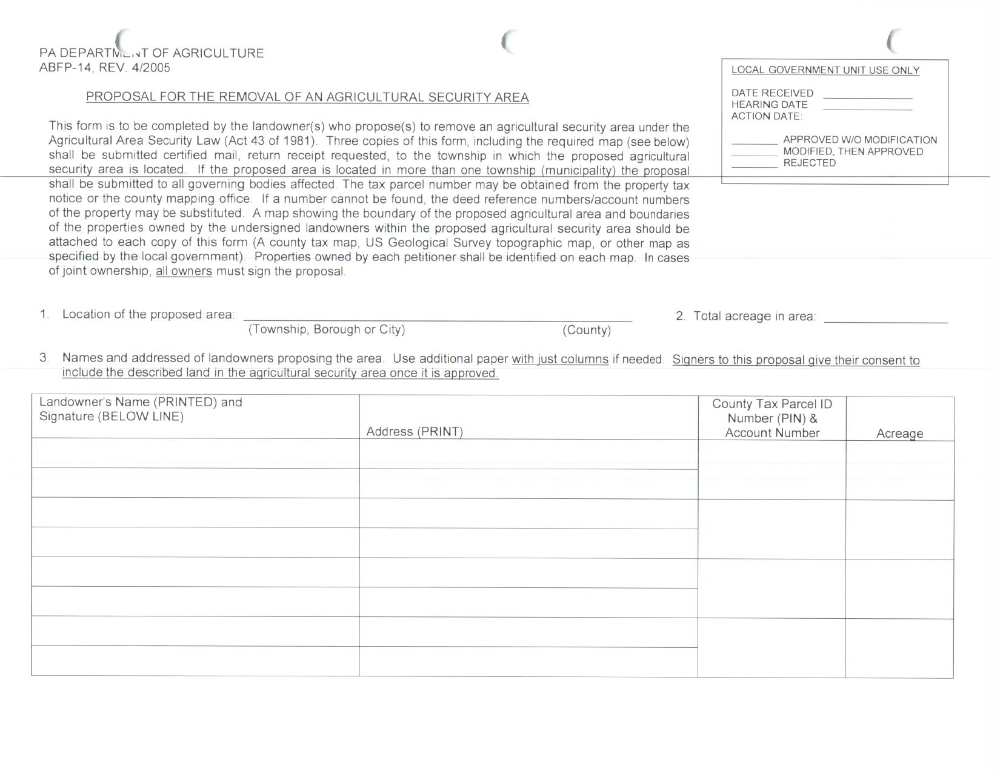 PA DEPARTMENT OF AGRICULTURE
ABFP-14, REV. 4/2005
PROPOSAL FOR THE REMOVAL OF AN AGRICULTURAL SECURITY AREA
This form is to be completed by the landowner(s) who propose(s) to remove an agricultural security area under the
Agricultural Area Security Law (Act 43 of 1981). Three copies of this form, including the required map (see below)
shall be submitted certified mail, return receipt requested, to the township in which the proposed agricultural
security area is located. If the proposed area is located in more than one township (municipality) the proposal
shall be submitted to all governing bodies affected. The tax parcel number may be obtained from the property tax
notice or the county mapping office. If a number cannot be found, the deed reference numbers/account numbers
of the property may be substituted. A map showing the boundary of the proposed agricultural area and boundaries
of the properties owned by the undersigned landowners within the proposed agricultural security area should be
attached to each copy of this form (A county tax map, US Geological Survey topographic map, or other map as
specified by the local government). Properties owned by each petitioner shall be identified on each map. In cases
of joint ownership, all owners must sign the proposal.
LOCAL GOVERNMENT UNIT USE ONLY
DATE RECEIVED
HEARING DATE
ACTION DATE:
APPROVED W/O MODIFICATION
MODIFIED, THEN APPROVED
REJECTED
1. Location of the proposed area:
(Township, Borough or City) (County)
2. Total acreage in area:
3. Names and addressed of landowners proposing the area. Use additional paper with just columns if needed. Signers to this proposal give their consent to
include the described land in the agricultural security area once it is approved.
Landowner's Name (PRINTED) and
Signature (BELOW LINE)
Address (PRINT)
County Tax Parcel ID
Number (PIN) &
Account Number
Acreage